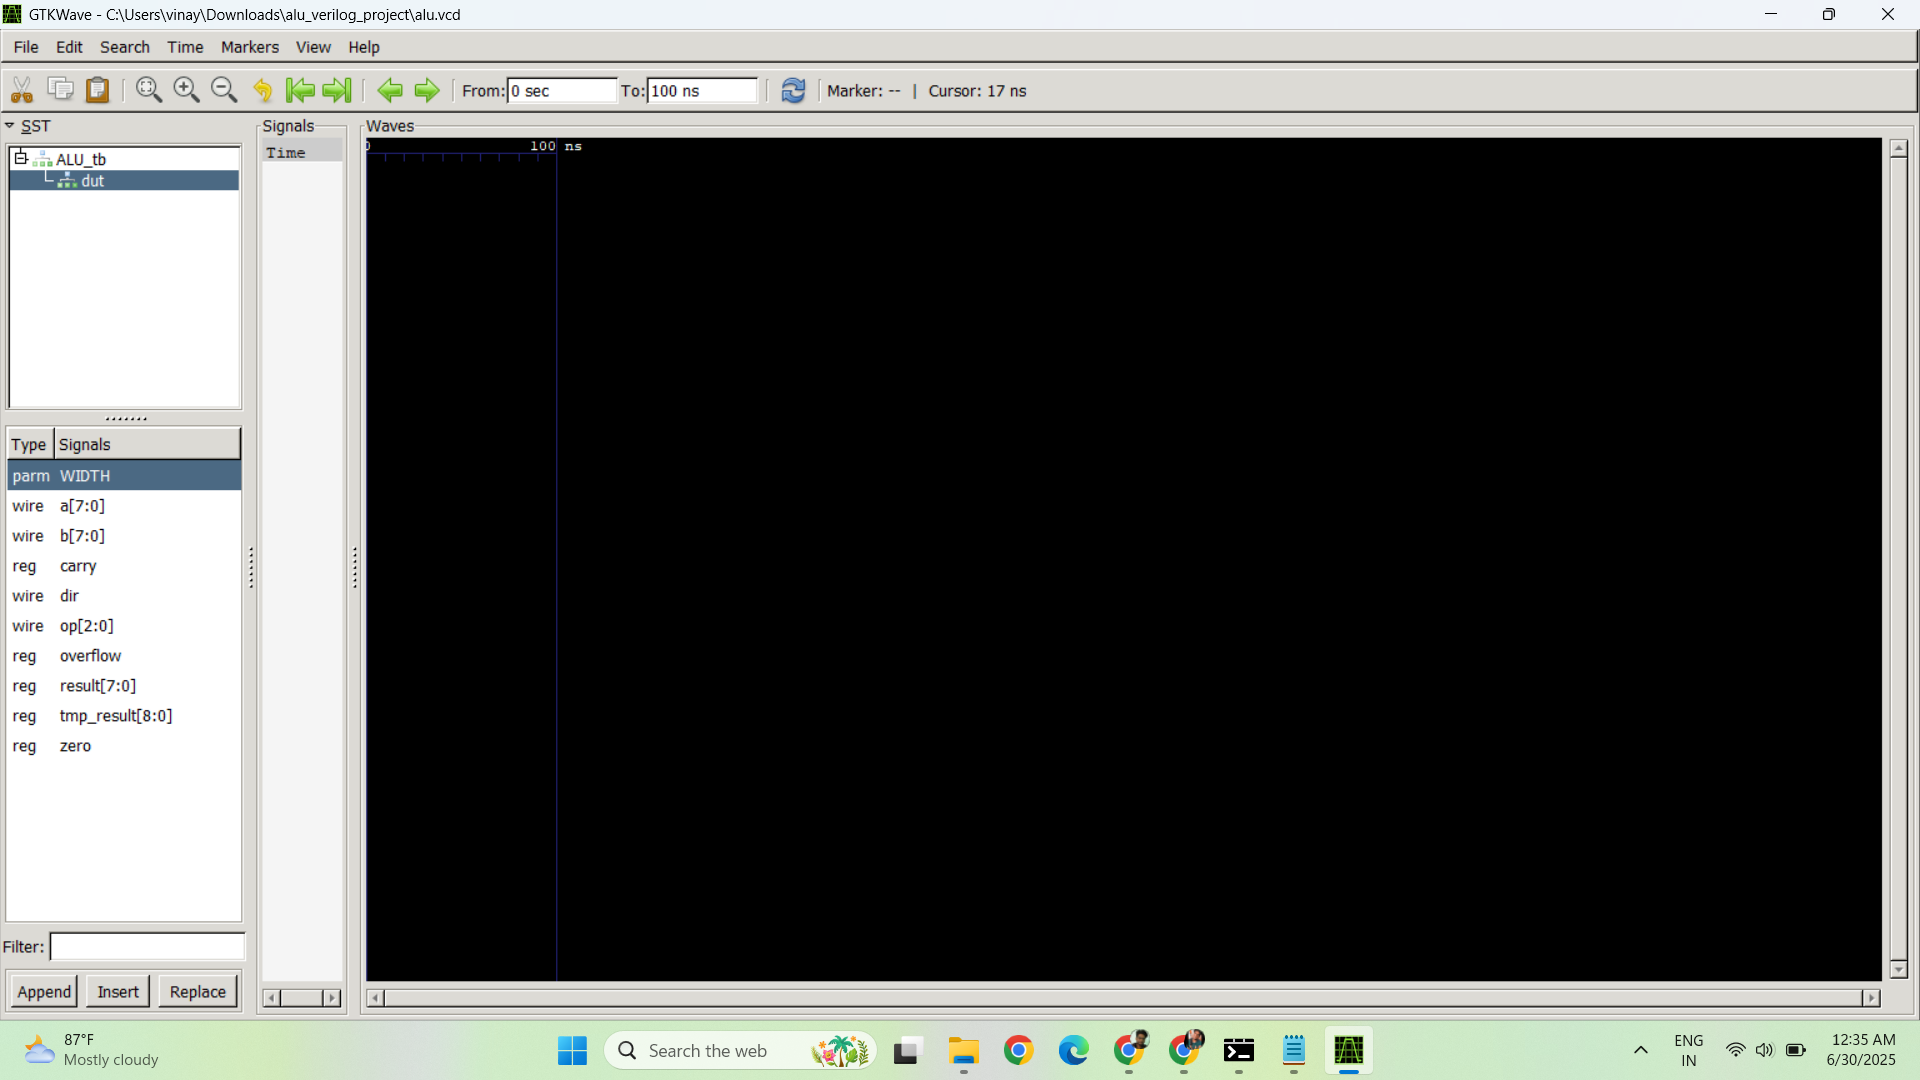 GTKWave - C:\Users\vinay\Downloads\alu_verilog_project\alu.vcd
File Edit Search Time Markers View Help
From: 0 sec To: 100 ns Marker: -- | Cursor: 17 ns
SST
ALU_tb
dut
Type Signals
parm WIDTH
wire a[7:0]
wire b[7:0]
reg carry
wire dir
wire op[2:0]
reg overflow
reg result[7:0]
reg tmp_result[8:0]
reg zero
Filter:
Append Insert Replace
Signals
Time
Waves
0 100 ns
87°F
Mostly cloudy
Search the web
ENG
IN
12:35 AM
6/30/2025